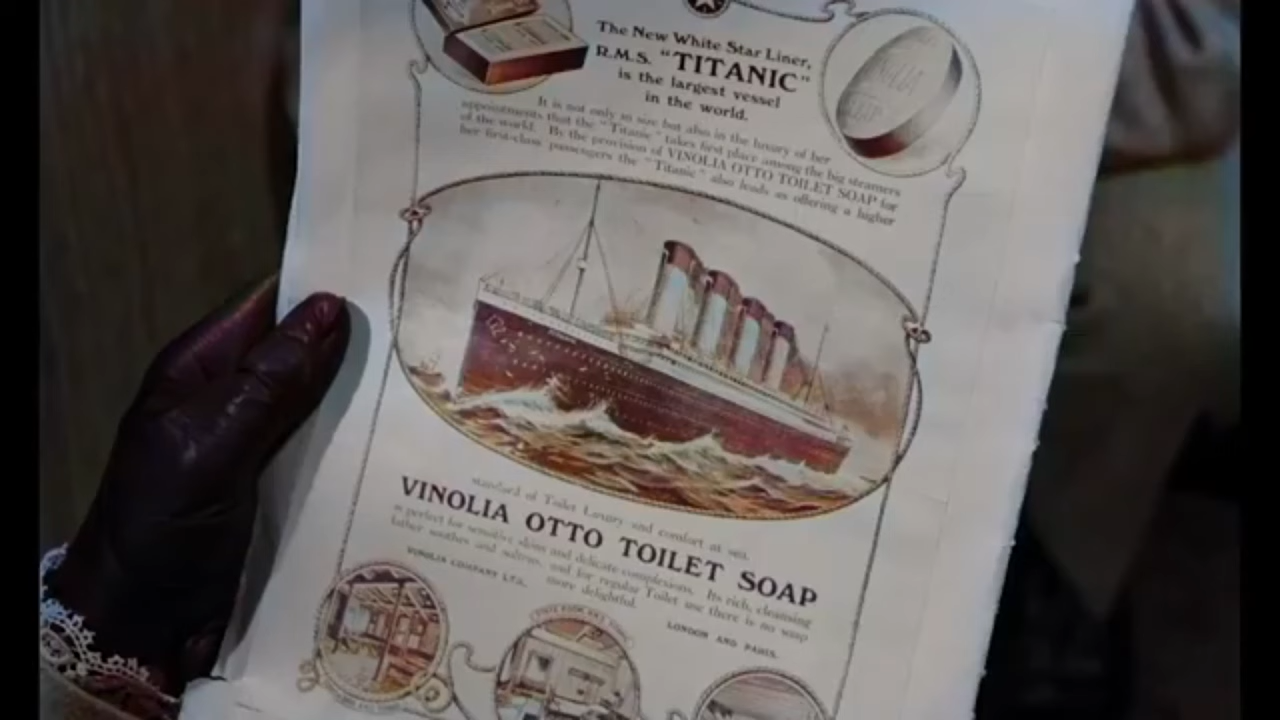 The New White Star Liner,
R.M.S. "TITANIC"
is the largest vessel
in the world.
It is not only in size but also in the luxury of her
appointments that the "Titanic" takes first place among the big steamers
of the world. By the provision of VINOLIA OTTO TOILET SOAP for
her first-class passengers the "Titanic" also leads as offering a higher
standard of Toilet Luxury and comfort at sea.
VINOLIA OTTO TOILET SOAP
is perfect for sensitive skins and delicate complexions. Its rich, cleansing
lather soothes and and for regular Toilet use there is no soap
more delightful.
VINOLIA COMPANY LTD.,
LONDON AND PARIS.